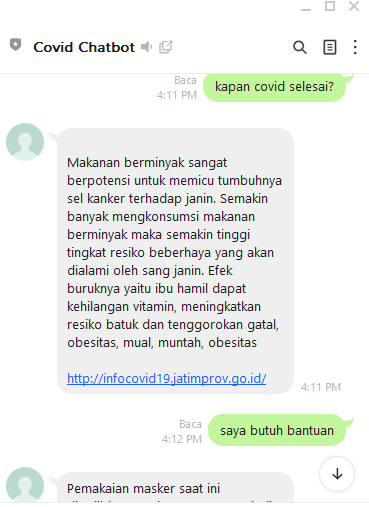 Covid Chatbot
Baca
4:11 PM
kapan covid selesai?
Makanan berminyak sangat
berpotensi untuk memicu tumbuhnya
sel kanker terhadap janin. Semakin
banyak mengkonsumsi makanan
berminyak maka semakin tinggi
tingkat resiko beberhaya yang akan
dialami oleh sang janin. Efek
buruknya yaitu ibu hamil dapat
kehilangan vitamin, meningkatkan
resiko batuk dan tenggorokan gatal,
obesitas, mual, muntah, obesitas
http://infocovid19.jatimprov.go.id/
4:11 PM
Baca
4:12 PM
saya butuh bantuan
Pemakaian masker saat ini